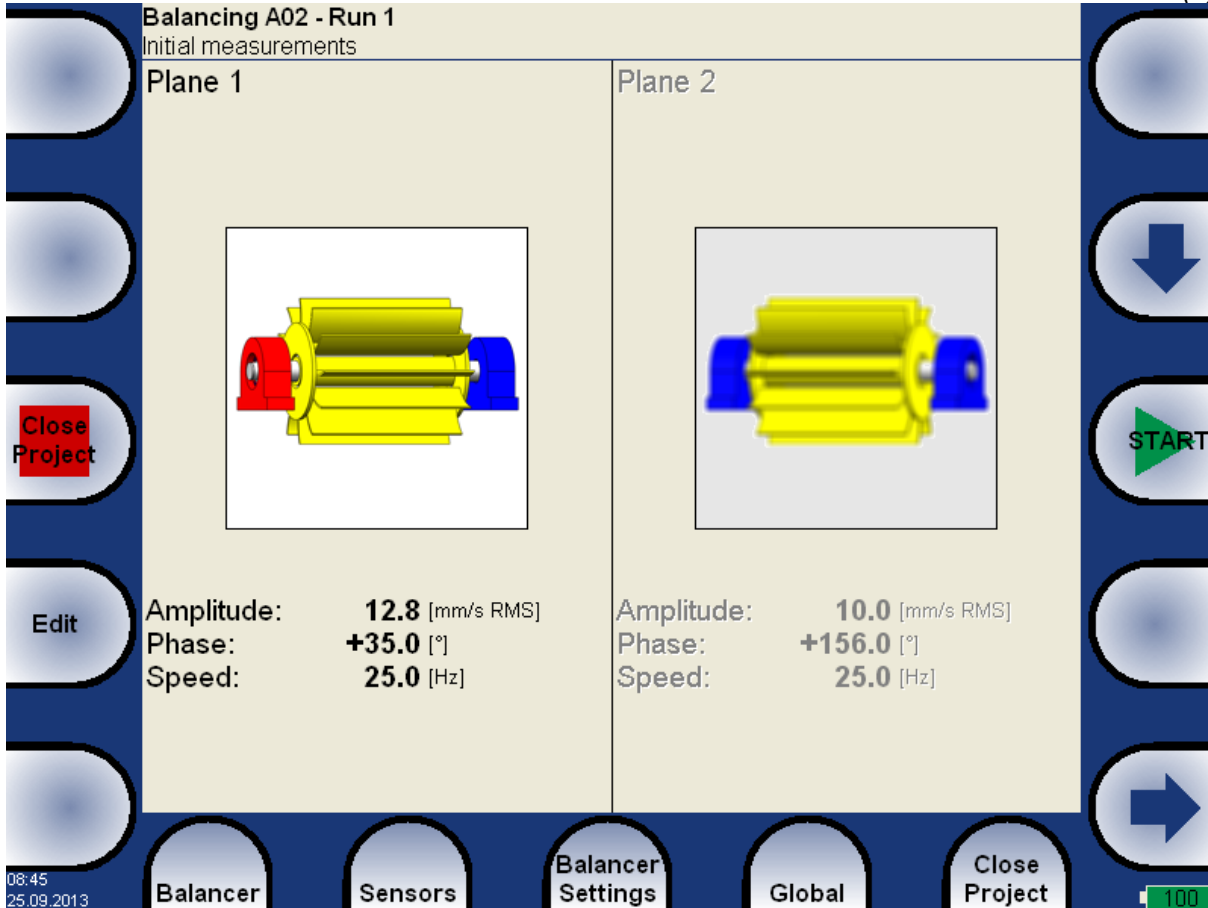 Balancing A02 - Run 1
Initial measurements
Plane 1
Plane 2
Close
Project
START
Edit
Amplitude: 12.8 [mm/s RMS]
Phase: +35.0 [°]
Speed: 25.0 [Hz]
Amplitude: 10.0 [mm/s RMS]
Phase: +156.0 [°]
Speed: 25.0 [Hz]
08:45
25.09.2013
Balancer
Sensors
Balancer
Settings
Global
Close
Project
100